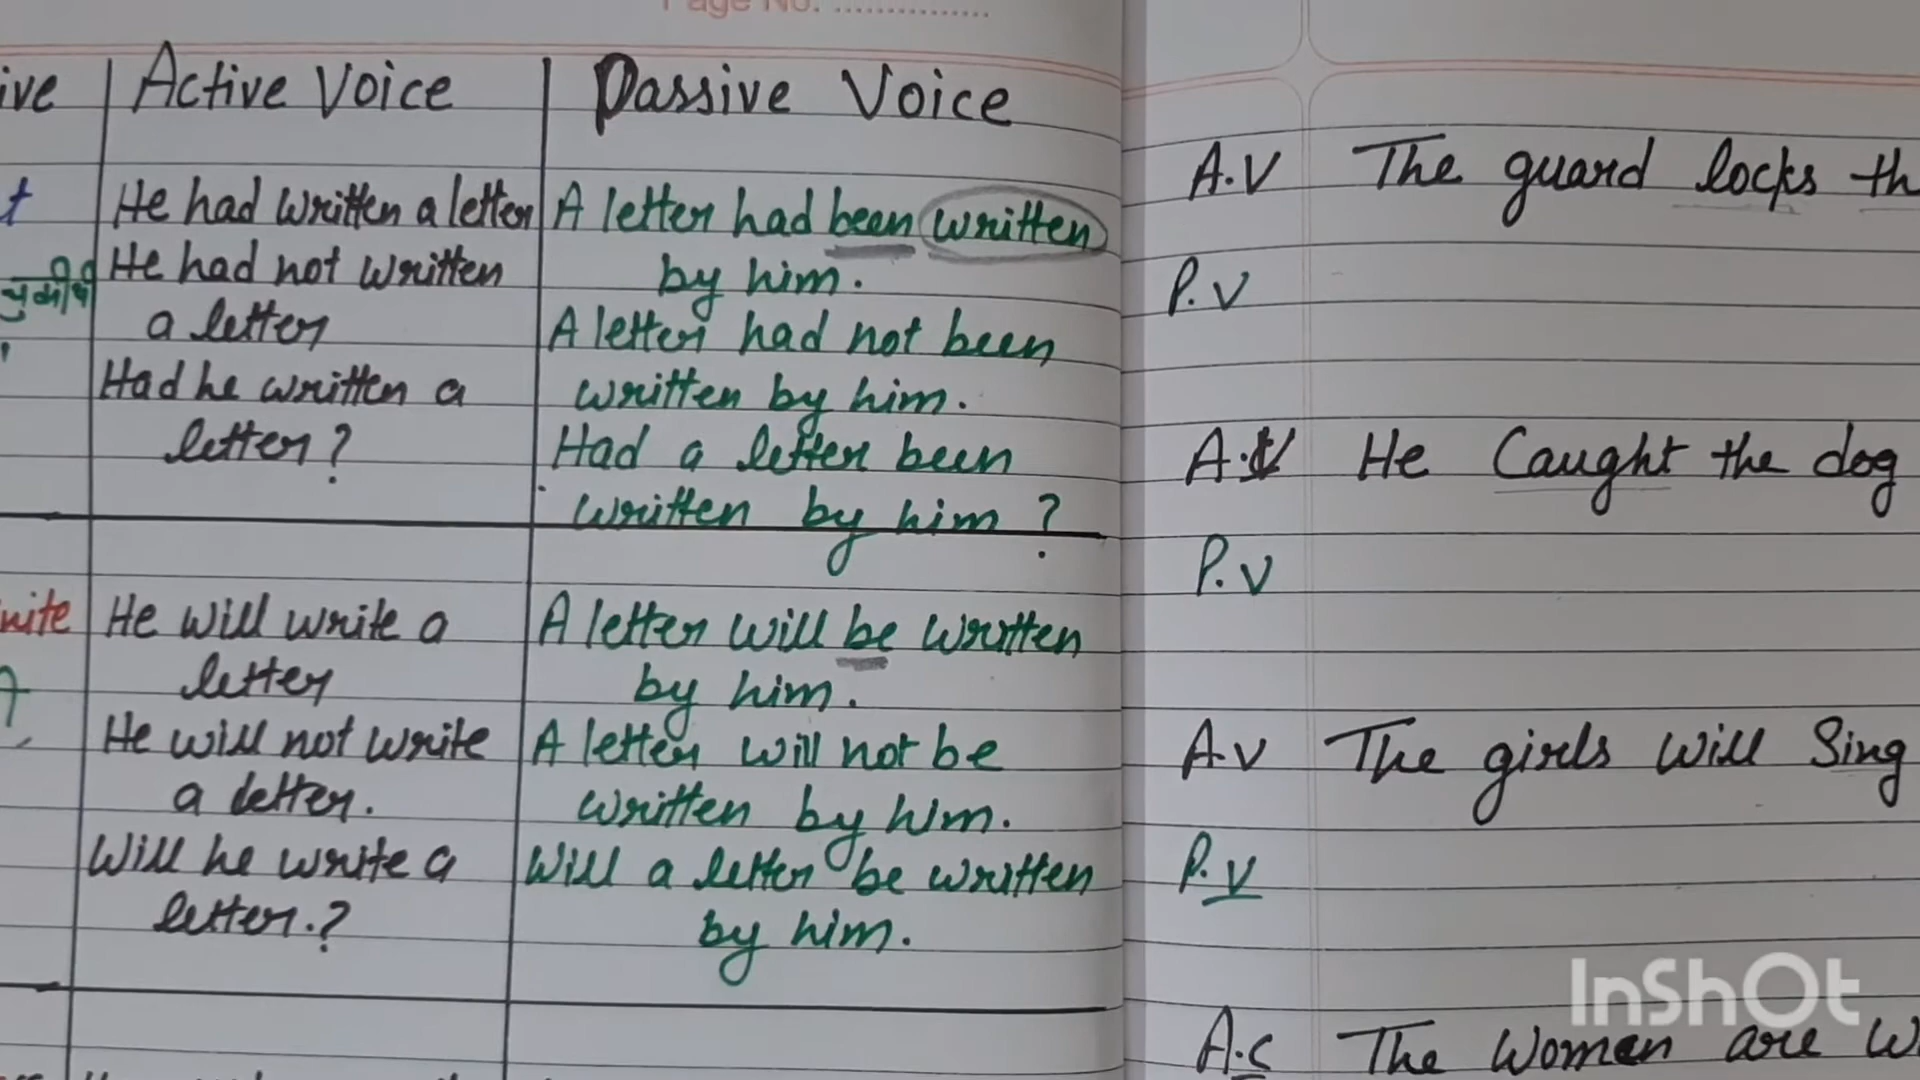 Page No. ...............
ive Active Voice Passive Voice
t He had written a letter A letter had been written
by him.
He had not written
a letter A letter had not been
written by him.
Had he written a
letter? Had a letter been
written by him ?
nite He will write a A letter will be written
letter by him.
He will not write A letter will not be
a letter. written by him.
Will he write a Will a letter be written
letter.? by him.
A.V The guard locks th
P.V
A.V He Caught the dog
P.V
A.V The girls will Sing
P.V
A.S The Women are W
InShOt